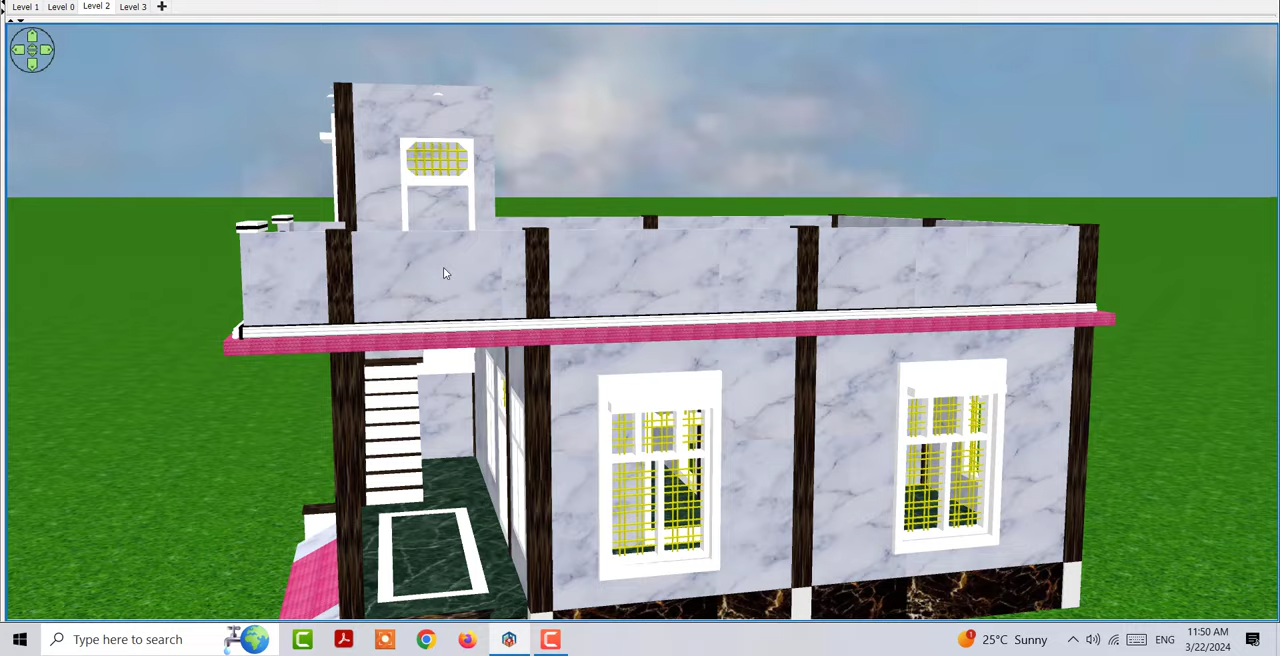 Level 1 Level 0 Level 2 Level 3
Type here to search
1
25°C Sunny
ENG
11:50 AM
3/22/2024